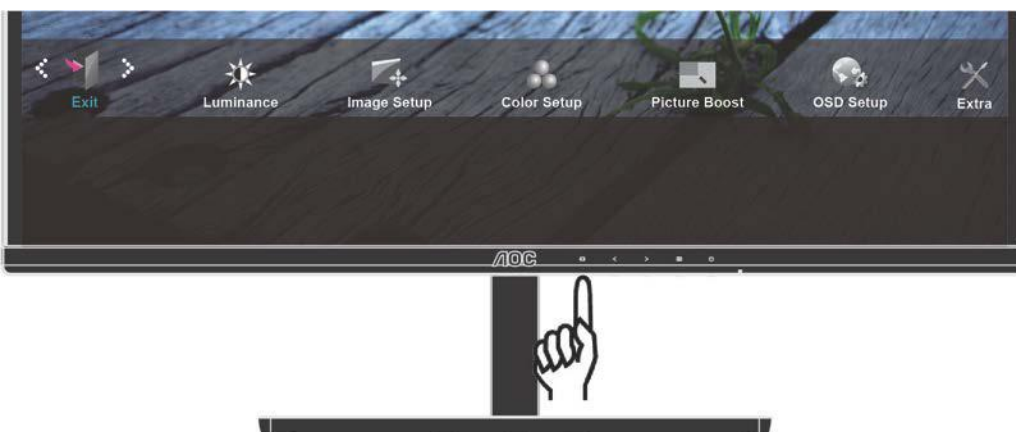 Exit
Luminance
Image Setup
Color Setup
Picture Boost
OSD Setup
Extra
AOC